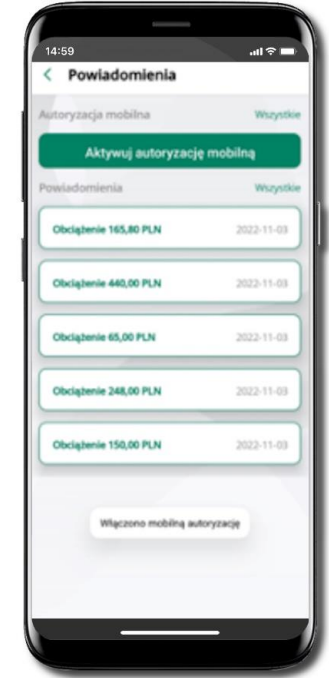 14:59
Powiadomienia
Autoryzacja mobilna Wszystkie
Aktywuj autoryzację mobilną
Powiadomienia Wszystkie
Obciążenie 165,80 PLN 2022-11-03
Obciążenie 440,00 PLN 2022-11-03
Obciążenie 65,00 PLN 2022-11-03
Obciążenie 248,00 PLN 2022-11-03
Obciążenie 150,00 PLN 2022-11-03
Włączono mobilną autoryzację